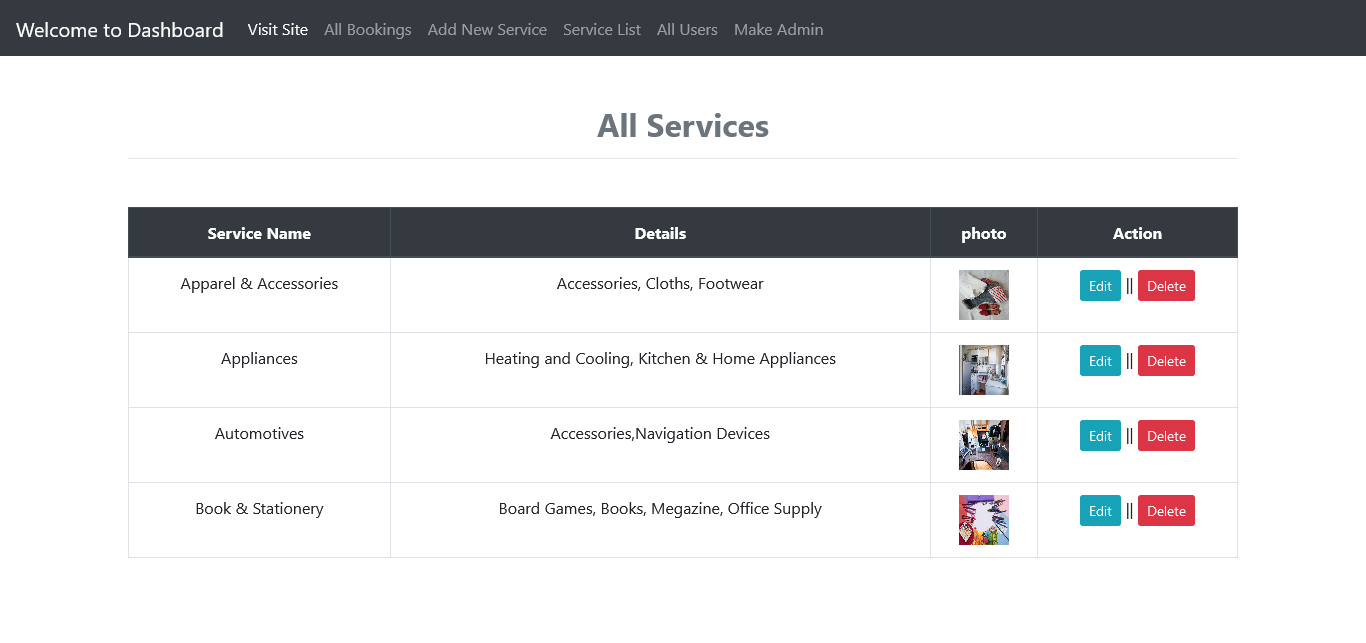 Welcome to Dashboard Visit Site All Bookings Add New Service Service List All Users Make Admin
All Services
Service Name Details photo Action
Apparel & Accessories Accessories, Cloths, Footwear Edit || Delete
Appliances Heating and Cooling, Kitchen & Home Appliances Edit || Delete
Automotives Accessories,Navigation Devices Edit || Delete
Book & Stationery Board Games, Books, Megazine, Office Supply Edit || Delete